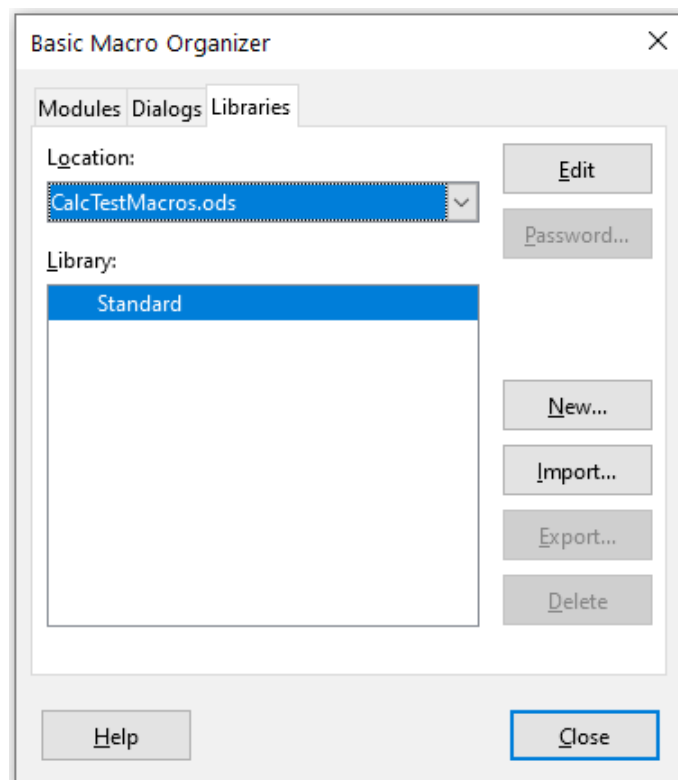 Basic Macro Organizer
Modules Dialogs Libraries
Location:
CalcTestMacros.ods
Edit
Password...
Library:
Standard
New...
Import...
Export...
Delete
Help
Close